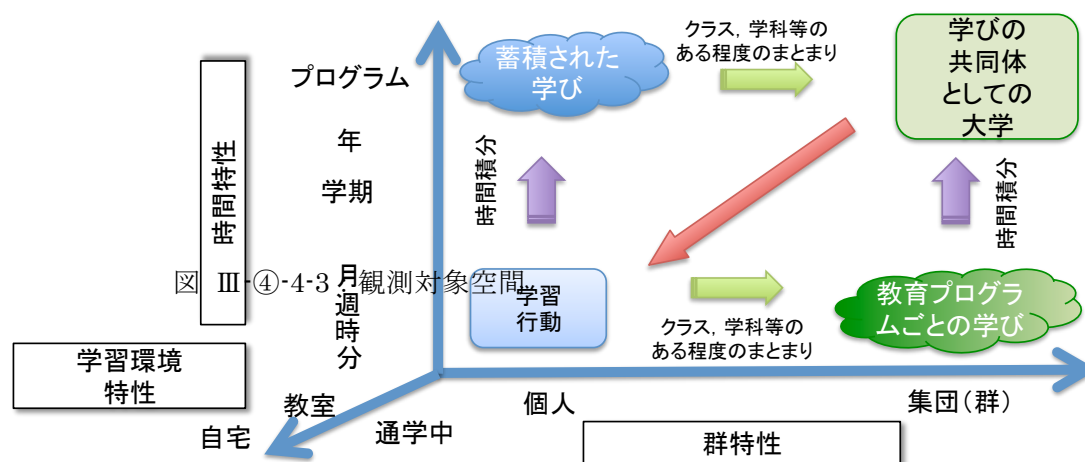 クラス，学科等の
ある程度のまとまり
学びの
共同体
としての
大学
蓄積された
学び
プログラム
年
学期
月
週
時
分
時間特性
時間積分
時間積分
図 Ⅲ-④-4-3：観測対象空間
学習
行動
教育プログラ
ムごとの学び
クラス，学科等の
ある程度のまとまり
学習環境
特性
教室
自宅
通学中
個人
集団（群）
群特性